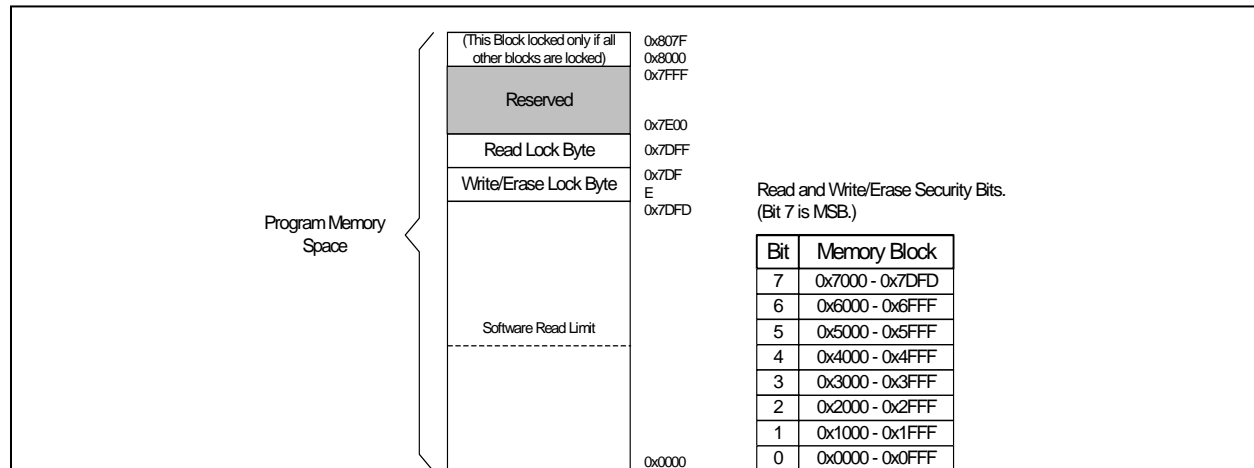 (This Block locked only if all
other blocks are locked)
0x807F
0x8000
0x7FFF
Reserved
0x7E00
Read Lock Byte
0x7DFF
Write/Erase Lock Byte
0x7DF
E
0x7DFD
Program Memory
Space
Software Read Limit
0x0000
Read and Write/Erase Security Bits.
(Bit 7 is MSB.)
Bit Memory Block
7 0x7000 - 0x7DFD
6 0x6000 - 0x6FFF
5 0x5000 - 0x5FFF
4 0x4000 - 0x4FFF
3 0x3000 - 0x3FFF
2 0x2000 - 0x2FFF
1 0x1000 - 0x1FFF
0 0x0000 - 0x0FFF